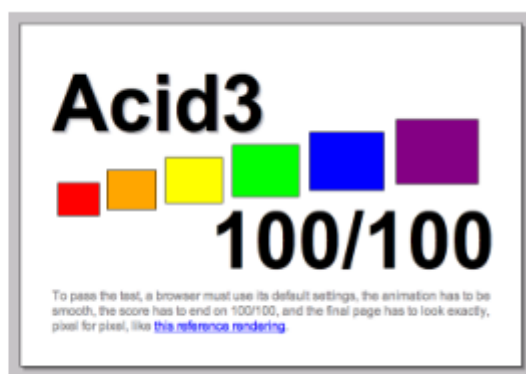 Acid3
100/100
To pass the test, a browser must use its default settings, the animation has to be
smooth, the score has to end on 100/100, and the final page has to look exactly,
pixel for pixel, like this reference rendering.